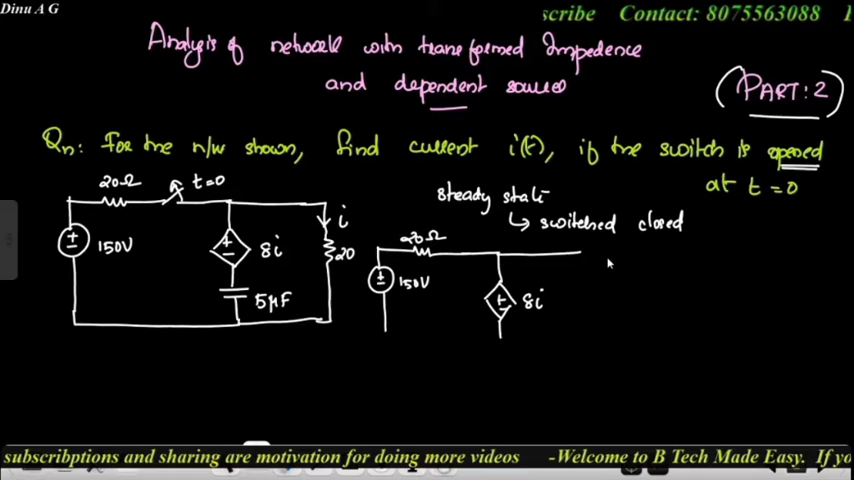 Dinu A G
scribe Contact: 8075563088
Analysis of network with transformed Impedence
and dependent source
(PART:2)
Qn: For the n/w shown, find current i(t), if the switch is opened
at t=0
20Ω t=0
150V
8i
5μF
i
20
steady state
↳ switched closed
20Ω
150V
8i
subscribptions and sharing are motivation for doing more videos -Welcome to B Tech Made Easy. If yo